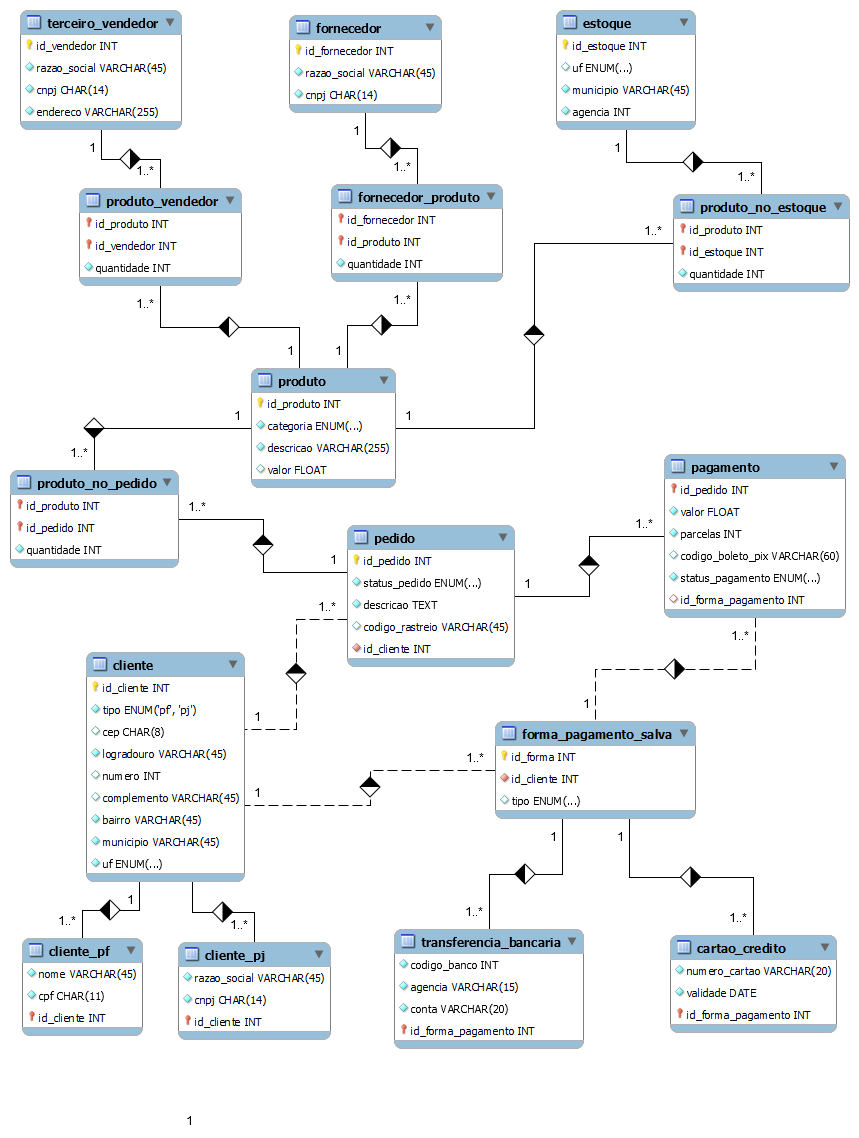 terceiro_vendedor
id_vendedor INT
razao_social VARCHAR(45)
cnpj CHAR(14)
endereco VARCHAR(255)
fornecedor
id_fornecedor INT
razao_social VARCHAR(45)
cnpj CHAR(14)
estoque
id_estoque INT
uf ENUM(...)
municipio VARCHAR(45)
agencia INT
1
1..*
1
1..*
1
1..*
produto_vendedor
id_produto INT
id_vendedor INT
quantidade INT
fornecedor_produto
id_fornecedor INT
id_produto INT
quantidade INT
produto_no_estoque
id_produto INT
id_estoque INT
quantidade INT
1..*
1..*
1..*
1
1
produto
id_produto INT
categoria ENUM(...)
descricao VARCHAR(255)
valor FLOAT
1
1
1..*
produto_no_pedido
id_produto INT
id_pedido INT
quantidade INT
1..*
1
pedido
id_pedido INT
status_pedido ENUM(...)
descricao TEXT
codigo_rastreio VARCHAR(45)
id_cliente INT
1
1..*
pagamento
id_pedido INT
valor FLOAT
parcelas INT
codigo_boleto_pix VARCHAR(60)
status_pagamento ENUM(...)
id_forma_pagamento INT
1..*
1
1..*
1
cliente
id_cliente INT
tipo ENUM('pf', 'pj')
cep CHAR(8)
logradouro VARCHAR(45)
numero INT
complemento VARCHAR(45)
bairro VARCHAR(45)
municipio VARCHAR(45)
uf ENUM(...)
1
1..*
forma_pagamento_salva
id_forma INT
id_cliente INT
tipo ENUM(...)
1
1..*
1..*
1
1..*
1
1..*
cliente_pf
nome VARCHAR(45)
cpf CHAR(11)
id_cliente INT
cliente_pj
razao_social VARCHAR(45)
cnpj CHAR(14)
id_cliente INT
transferencia_bancaria
codigo_banco INT
agencia VARCHAR(15)
conta VARCHAR(20)
id_forma_pagamento INT
cartao_credito
numero_cartao VARCHAR(20)
validade DATE
id_forma_pagamento INT
1